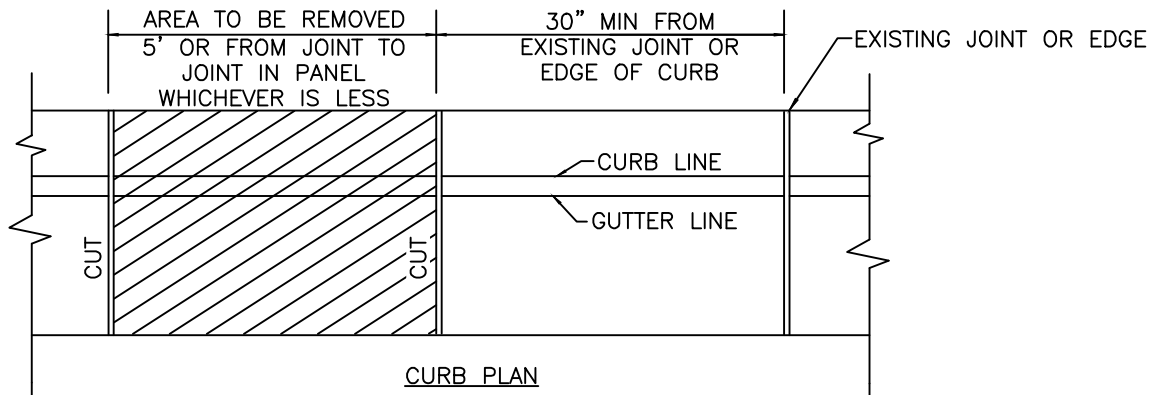 AREA TO BE REMOVED
5' OR FROM JOINT TO
JOINT IN PANEL
WHICHEVER IS LESS
30" MIN FROM
EXISTING JOINT OR
EDGE OF CURB
EXISTING JOINT OR EDGE
CURB LINE
GUTTER LINE
CUT
CUT
CURB PLAN